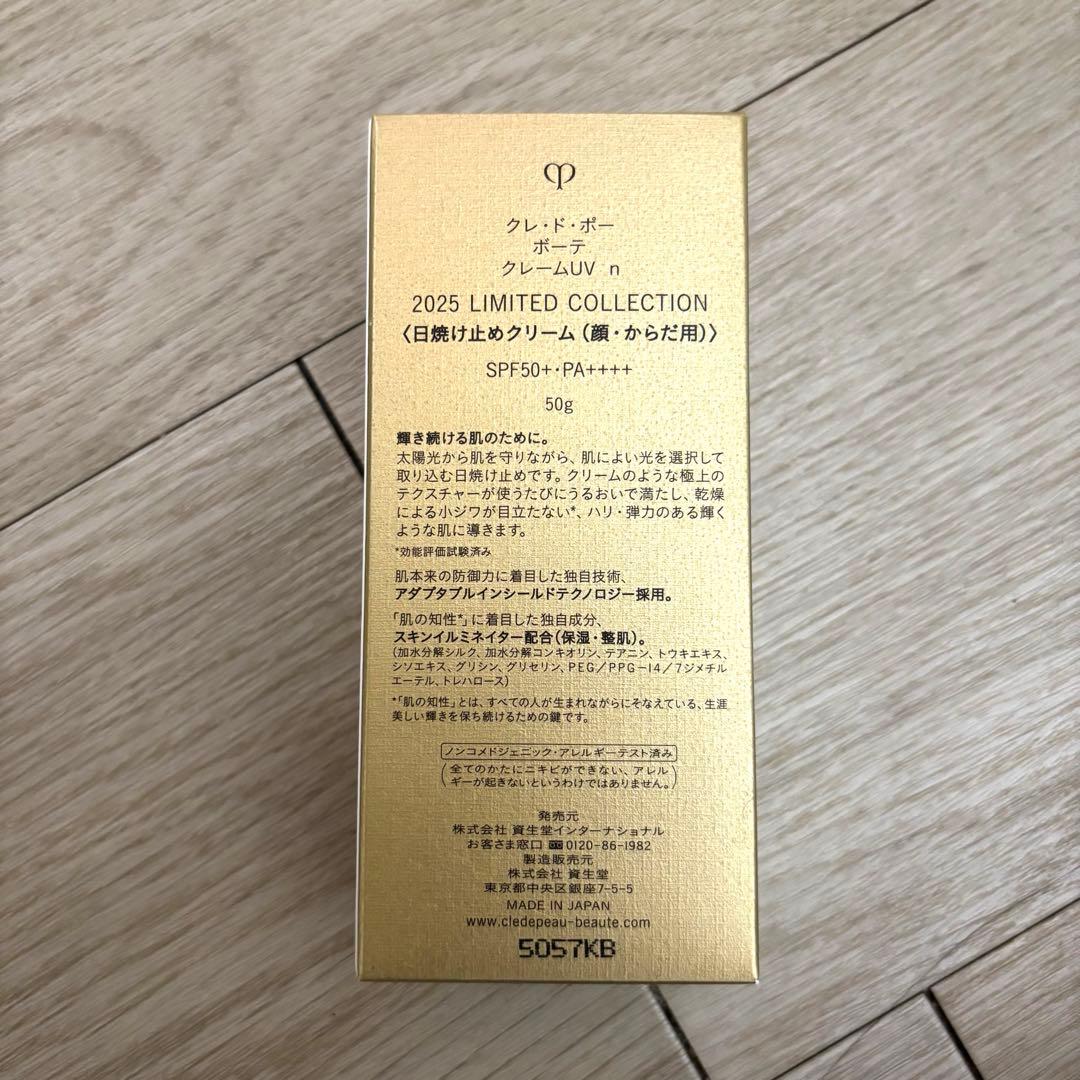 クレ・ド・ポー
ボーテ
クレームUV n
2025 LIMITED COLLECTION
〈日焼け止めクリーム（顔・からだ用）〉
SPF50+・PA++++
50g
輝き続ける肌のために。
太陽光から肌を守りながら、肌によい光を選択して
取り込む日焼け止めです。クリームのような極上の
テクスチャーが使うたびにうるおいで満たし、乾燥
による小ジワが目立たない*、ハリ・弾力のある輝く
ような肌に導きます。
*効能評価試験済み
肌本来の防御力に着目した独自技術、
アダプタブルインシールドテクノロジー採用。
「肌の知性*」に着目した独自成分、
スキンイルミネイター配合（保湿・整肌）。
（加水分解シルク、加水分解コンキオリン、テアニン、トウキエキス、
シソエキス、グリシン、グリセリン、PEG／PPG－14／7ジメチル
エーテル、トレハロース）
*「肌の知性」とは、すべての人が生まれながらにそなえている、生涯
美しい輝きを保ち続けるための鍵です。
ノンコメドジェニック・アレルギーテスト済み
（全てのかたにニキビができない、アレル
ギーが起きないというわけではありません。）
発売元
株式会社 資生堂インターナショナル
お客さま窓口 0120-86-1982
製造販売元
株式会社 資生堂
東京都中央区銀座7-5-5
MADE IN JAPAN
www.cledepeau-beaute.com
5057KB